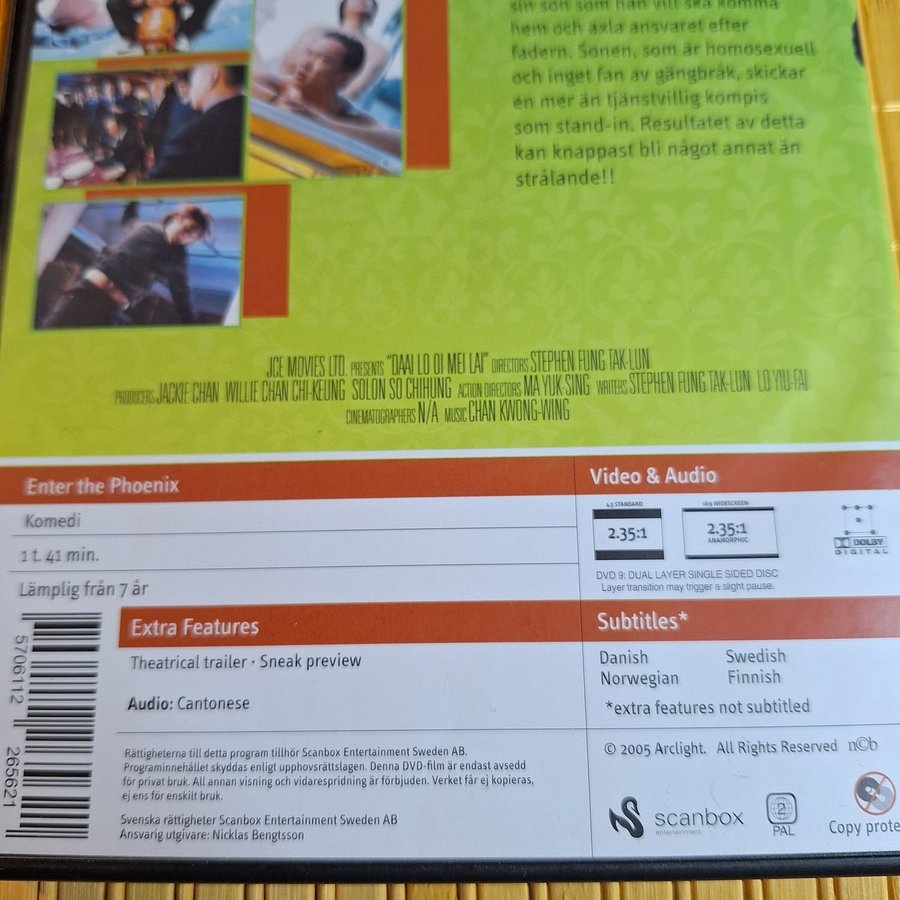 sin son som han vill ska komma
hem och axla ansvaret efter
fadern. Sonen, som är homosexuell
och inget fan av gängbråk, skickar
en mer än tjänstvillig kompis
som stand-in. Resultatet av detta
kan knappast bli något annat än
strålande!!
JCE MOVIES LTD. PRESENTS "DAAI LO OI MEI LAI" DIRECTORS STEPHEN FUNG TAK-LUN
PRODUCERS JACKIE CHAN WILLIE CHAN CHI-KEUNG SOLON SO CHIHUNG ACTION DIRECTORS MA YUK-SING WRITERS STEPHEN FUNG TAK-LUN LO YIU-FAI
CINEMATOGRAPHERS N/A MUSIC CHAN KWONG-WING
Enter the Phoenix
Komedi
1 t. 41 min.
Lämplig från 7 år
Video & Audio
4:3 STANDARD
2.35:1
16:9 WIDESCREEN
2.35:1
ANAMORPHIC
DOLBY
DIGITAL
DVD 9: DUAL LAYER SINGLE SIDED DISC
Layer transition may trigger a slight pause.
Extra Features
Theatrical trailer · Sneak preview
Audio: Cantonese
Subtitles*
Danish Swedish
Norwegian Finnish
*extra features not subtitled
Rättigheterna till detta program tillhör Scanbox Entertainment Sweden AB.
Programinnehållet skyddas enligt upphovsrättslagen. Denna DVD-film är endast avsedd
för privat bruk. All annan visning och vidarespridning är förbjuden. Verket får ej kopieras,
ej ens för enskilt bruk.
Svenska rättigheter Scanbox Entertainment Sweden AB
Ansvarig utgivare: Nicklas Bengtsson
© 2005 Arclight. All Rights Reserved n©b
scanbox
entertainment
2
PAL
Copy prote
5706112 265621